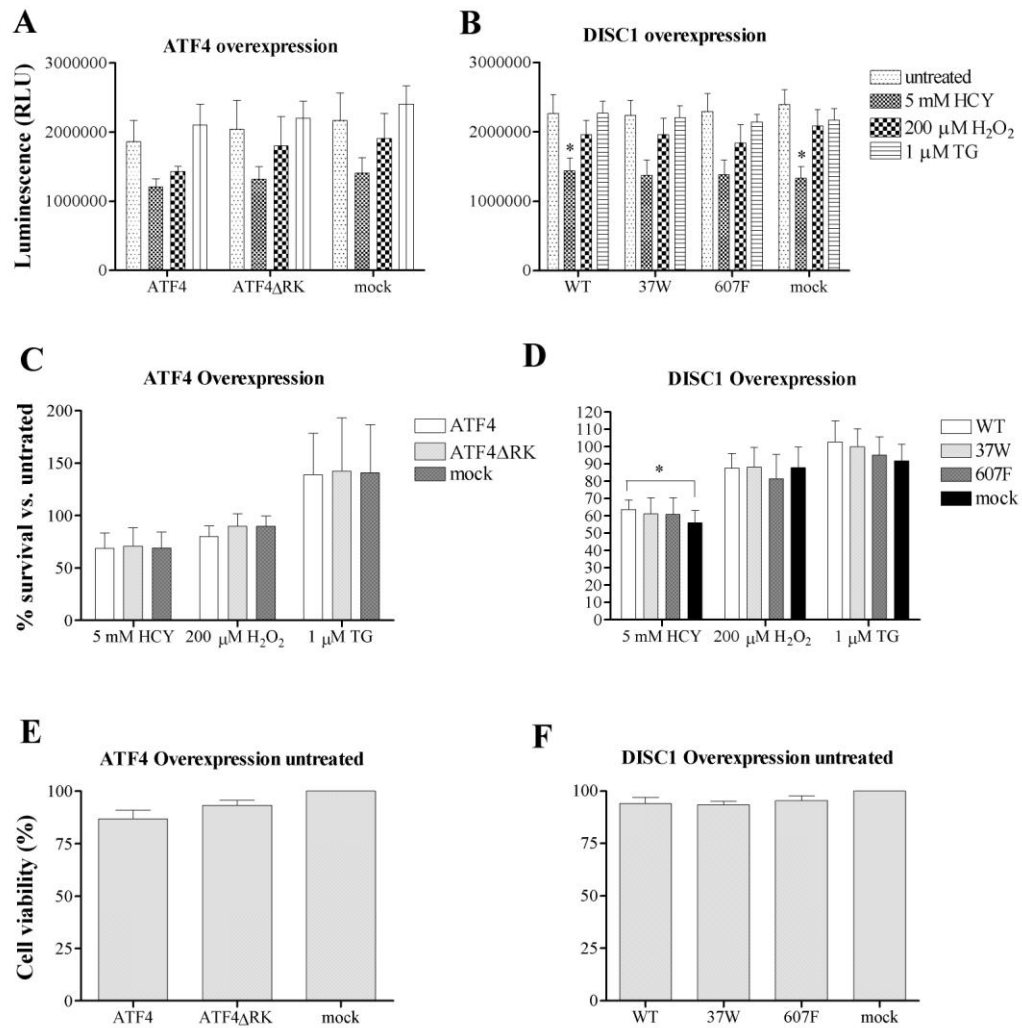 A
ATF4 overexpression
Luminescence (RLU)
3000000
2000000
1000000
0
ATF4 ATF4ΔRK mock
B
DISC1 overexpression
3000000
2000000
1000000
0
* *
WT 37W 607F mock
untreated
5 mM HCY
200 μM H₂O₂
1 μM TG
C
ATF4 Overexpression
% survival vs. untrated
200
150
100
50
0
5 mM HCY 200 μM H₂O₂ 1 μM TG
ATF4
ATF4ΔRK
mock
D
DISC1 Overexpression
120
110
100
90
80
70
60
50
40
30
20
10
0
*
5 mM HCY 200 μM H₂O₂ 1 μM TG
WT
37W
607F
mock
E
ATF4 Overexpression untreated
Cell viability (%)
100
75
50
25
0
ATF4 ATF4ΔRK mock
F
DISC1 Overexpression untreated
100
75
50
25
0
WT 37W 607F mock